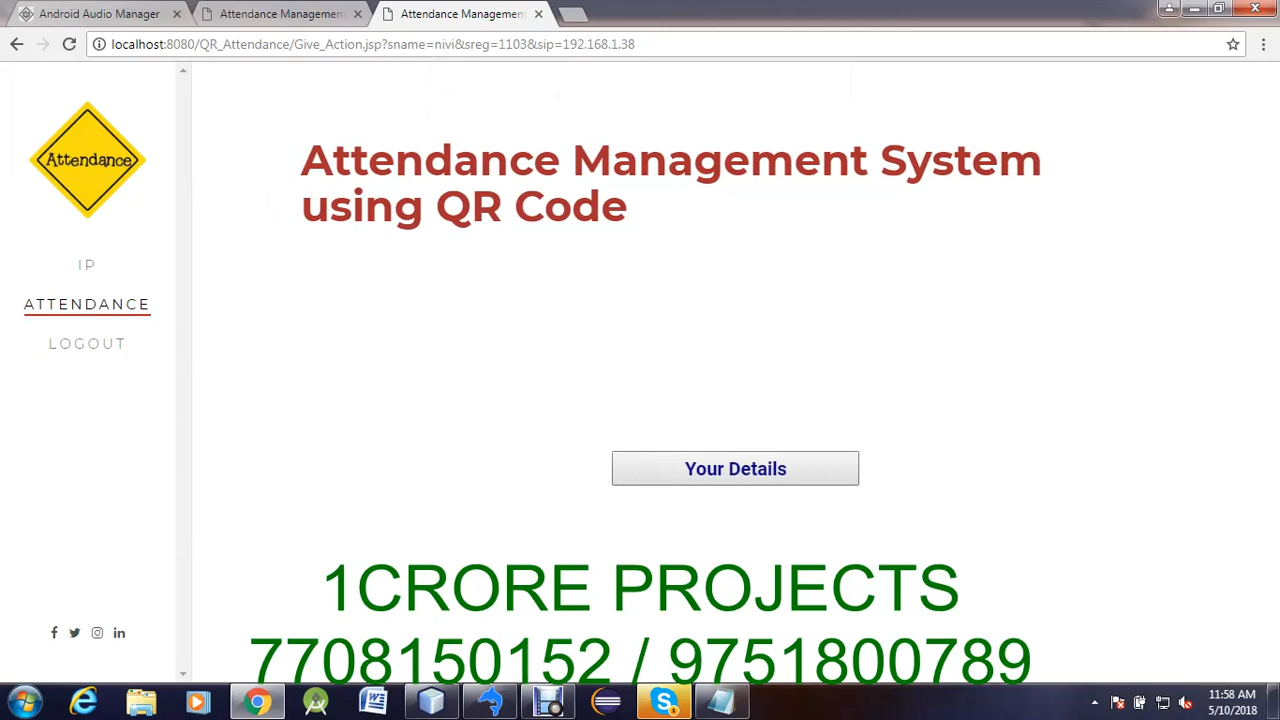 Android Audio Manager
Attendance Management
Attendance Management
localhost:8080/QR_Attendance/Give_Action.jsp?sname=nivi&sreg=1103&sip=192.168.1.38
Attendance
IP
ATTENDANCE
LOGOUT
Attendance Management System
using QR Code
Your Details
1CRORE PROJECTS
7708150152 / 9751800789
11:58 AM
5/10/2018